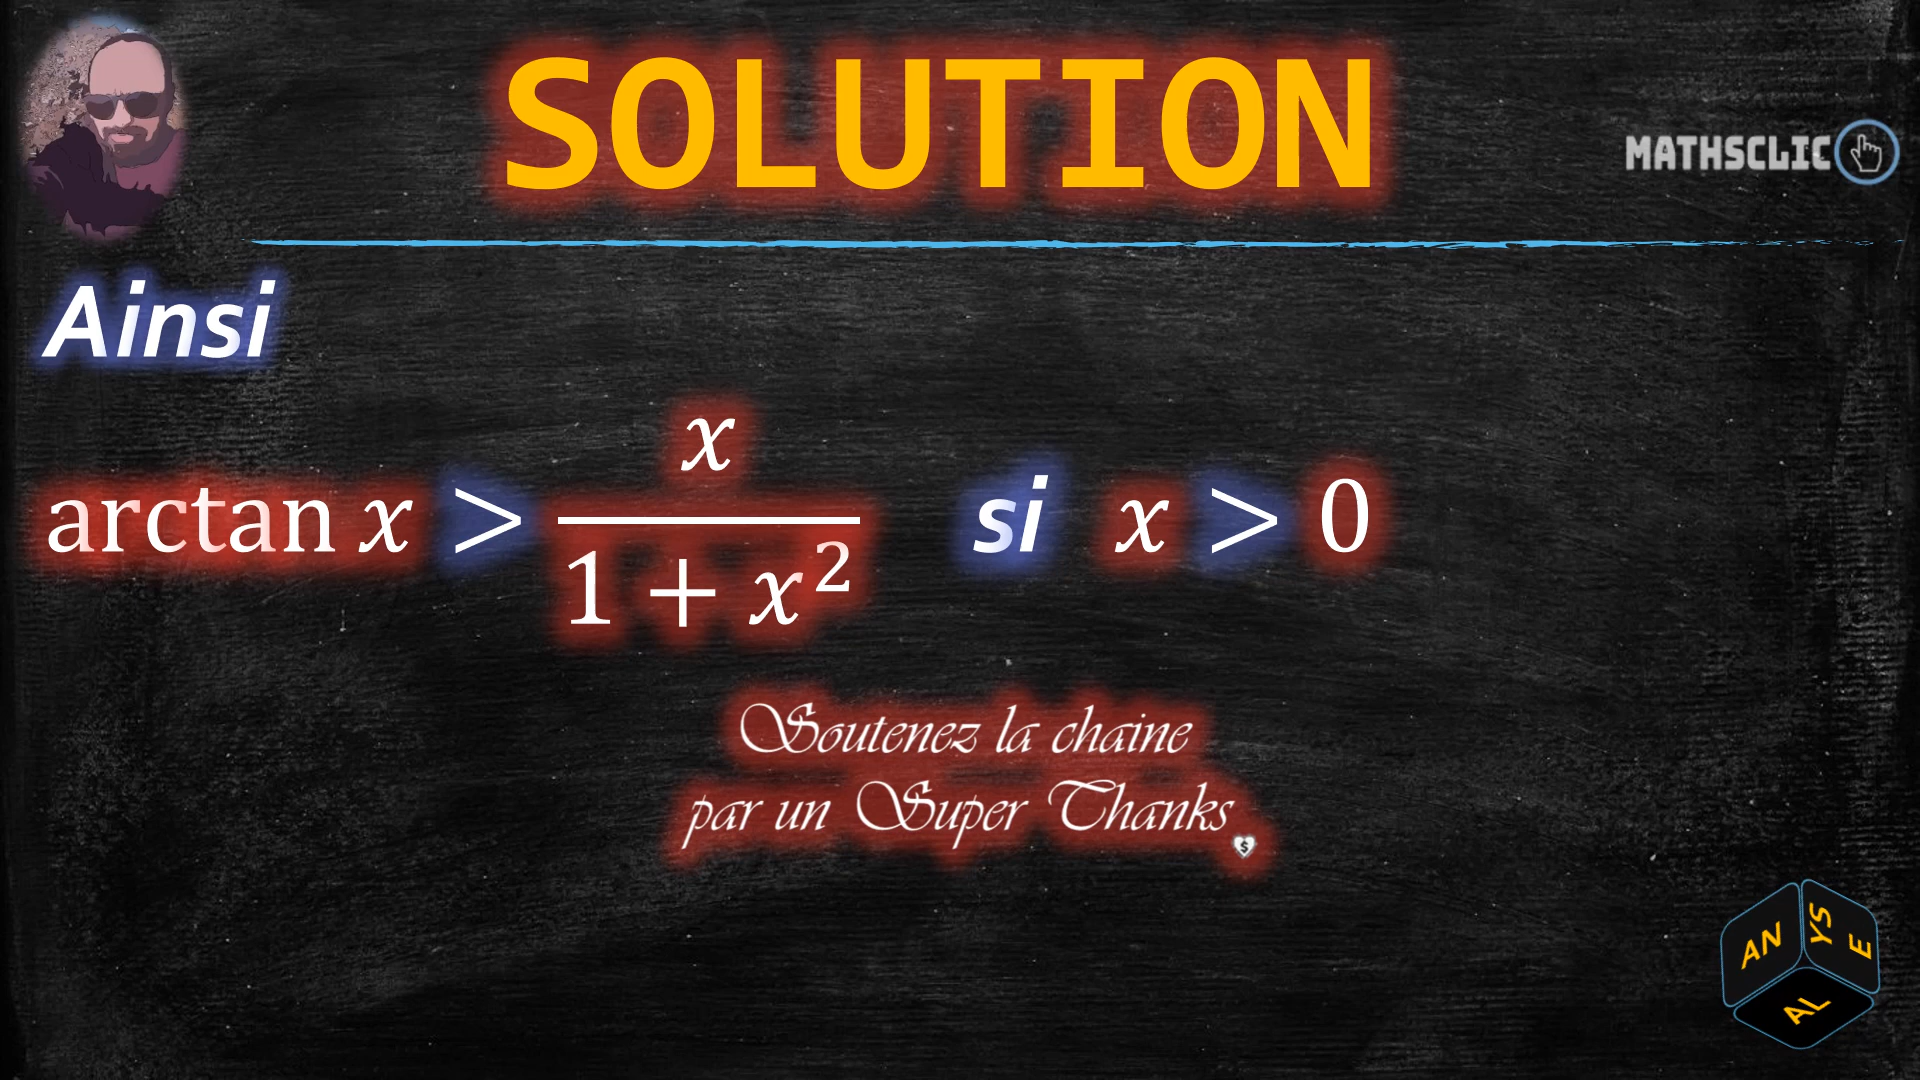 SOLUTION
MATHSCLIC
Ainsi
arctan x > x / (1 + x²) si x > 0
Soutenez la chaine
par un Super Thanks
$
AN
AL
YS
E